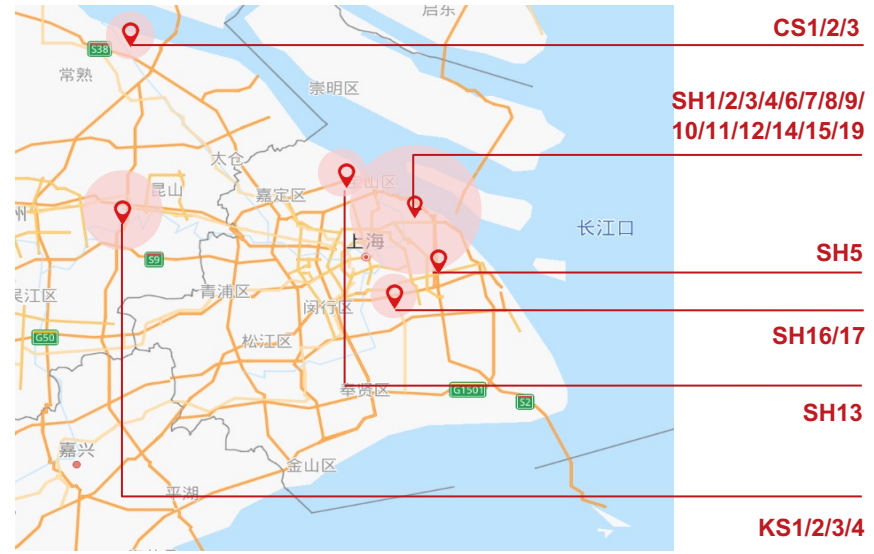 启东
CS1/2/3
S38
常熟
崇明区
SH1/2/3/4/6/7/8/9/
10/11/12/14/15/19
太仓
昆山
嘉定区
宝山区
州
长江口
上海
SH5
S9
吴江区
青浦区
闵行区
G50
松江区
SH16/17
奉贤区
G1501
S2
SH13
嘉兴
金山区
平湖
KS1/2/3/4